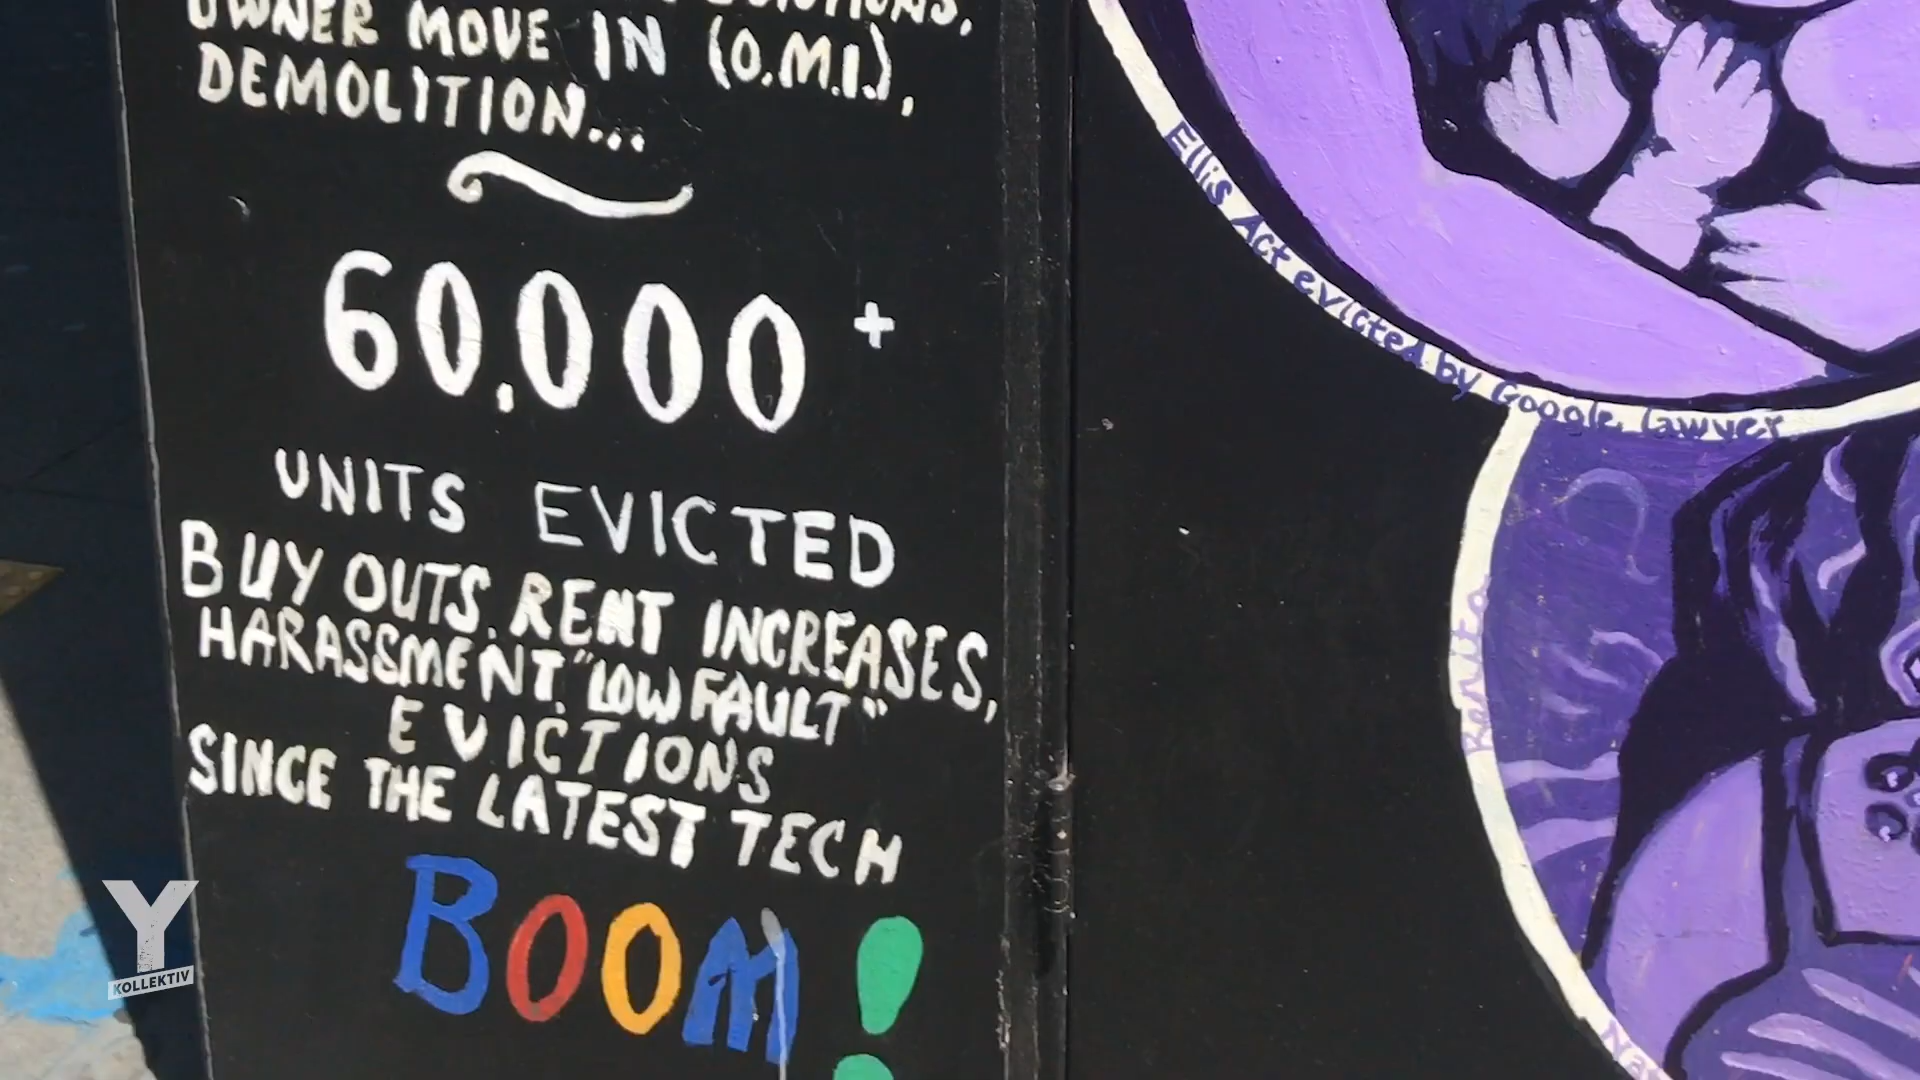 OWNER MOVE IN (O.M.I.),
DEMOLITION...
60.000+
UNITS EVICTED
BUY OUTS, RENT INCREASES,
HARASSMENT, "LOW FAULT"
EVICTIONS
SINCE THE LATEST TECH
BOOM!
Ellis Act evicted by Google lawyer
Benito
Y
KOLLEKTIV